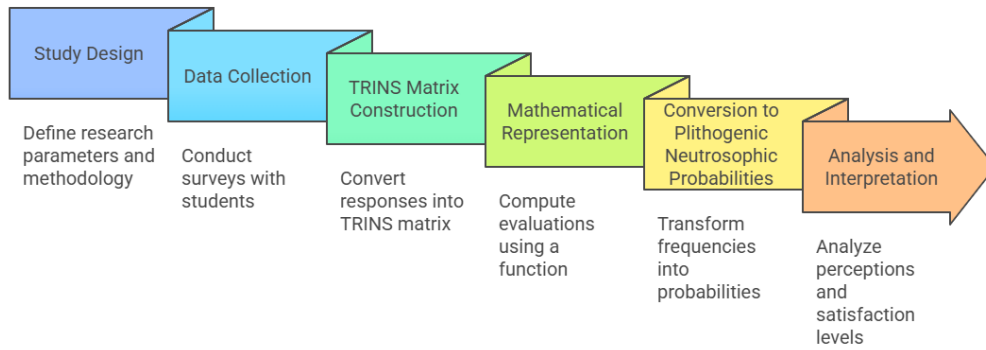 Study Design
Define research
parameters and
methodology
Data Collection
Conduct
surveys with
students
TRINS Matrix
Construction
Convert
responses into
TRINS matrix
Mathematical
Representation
Compute
evaluations
using a
function
Conversion to
Plithogenic
Neutrosophic
Probabilities
Transform
frequencies
into
probabilities
Analysis and
Interpretation
Analyze
perceptions
and
satisfaction
levels